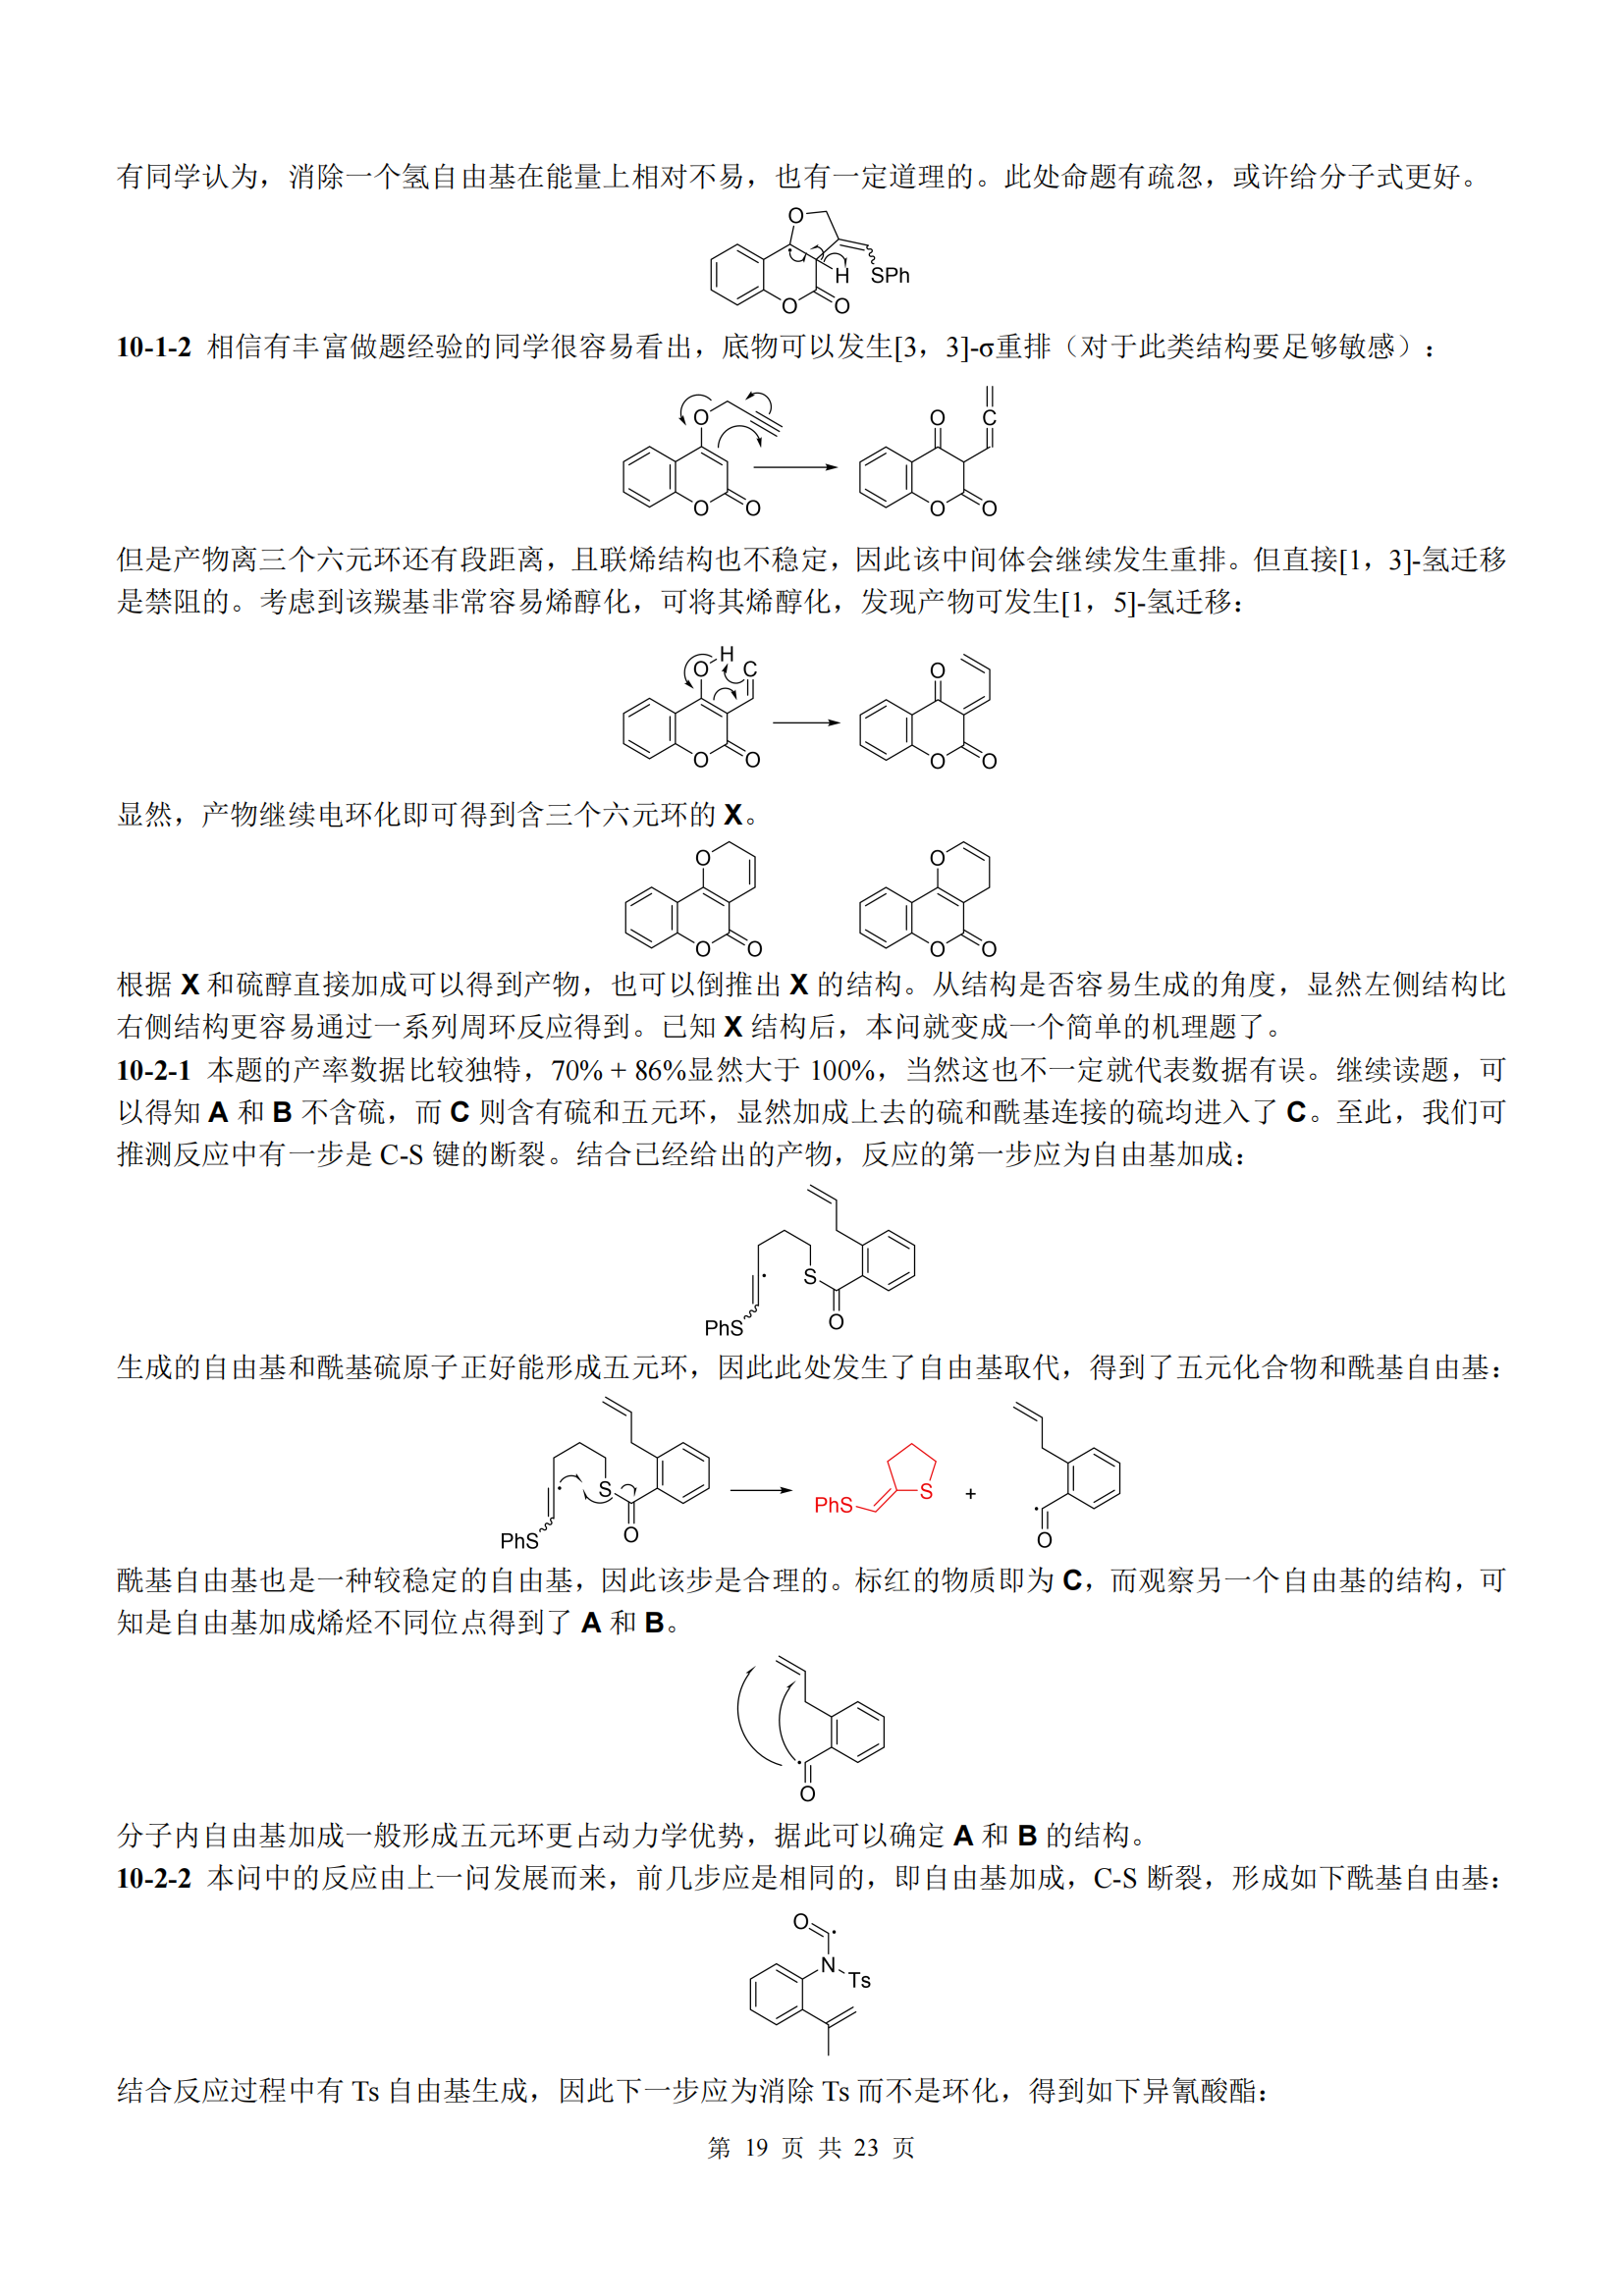 有同学认为，消除一个氢自由基在能量上相对不易，也有一定道理的。此处命题有疏忽，或许给分子式更好。
O
H SPh
O O
10-1-2 相信有丰富做题经验的同学很容易看出，底物可以发生[3，3]-σ重排（对于此类结构要足够敏感）：
O O C
O O O O
但是产物离三个六元环还有段距离，且联烯结构也不稳定，因此该中间体会继续发生重排。但直接[1，3]-氢迁移
是禁阻的。考虑到该羰基非常容易烯醇化，可将其烯醇化，发现产物可发生[1，5]-氢迁移：
H
O C O
O O O O
显然，产物继续电环化即可得到含三个六元环的 X。
O O
O O O O
根据 X 和硫醇直接加成可以得到产物，也可以倒推出 X 的结构。从结构是否容易生成的角度，显然左侧结构比
右侧结构更容易通过一系列周环反应得到。已知 X 结构后，本问就变成一个简单的机理题了。
10-2-1 本题的产率数据比较独特，70% + 86%显然大于 100%，当然这也不一定就代表数据有误。继续读题，可
以得知 A 和 B 不含硫，而 C 则含有硫和五元环，显然加成上去的硫和酰基连接的硫均进入了 C。至此，我们可
推测反应中有一步是 C-S 键的断裂。结合已经给出的产物，反应的第一步应为自由基加成：
S
PhS O
生成的自由基和酰基硫原子正好能形成五元环，因此此处发生了自由基取代，得到了五元化合物和酰基自由基：
S PhS S +
PhS O O
酰基自由基也是一种较稳定的自由基，因此该步是合理的。标红的物质即为 C，而观察另一个自由基的结构，可
知是自由基加成烯烃不同位点得到了 A 和 B。
O
分子内自由基加成一般形成五元环更占动力学优势，据此可以确定 A 和 B 的结构。
10-2-2 本问中的反应由上一问发展而来，前几步应是相同的，即自由基加成，C-S 断裂，形成如下酰基自由基：
O
N Ts
结合反应过程中有 Ts 自由基生成，因此下一步应为消除 Ts 而不是环化，得到如下异氰酸酯：
第 19 页 共 23 页